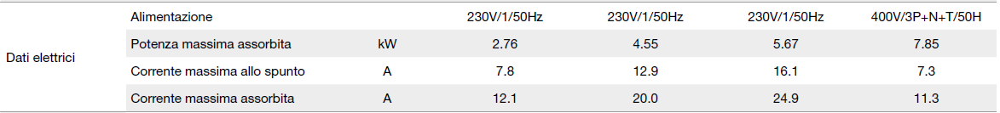 Alimentazione 230V/1/50Hz 230V/1/50Hz 230V/1/50Hz 400V/3P+N+T/50H
Potenza massima assorbita kW 2.76 4.55 5.67 7.85
Dati elettrici
Corrente massima allo spunto A 7.8 12.9 16.1 7.3
Corrente massima assorbita A 12.1 20.0 24.9 11.3